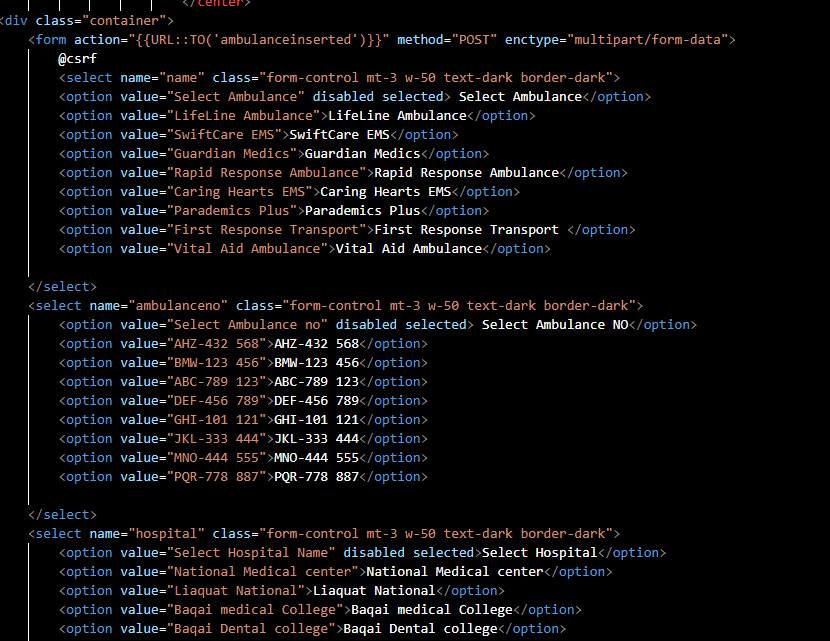 </center>
<div class="container">
<form action="{{URL::TO('ambulanceinserted')}}" method="POST" enctype="multipart/form-data">
@csrf
<select name="name" class="form-control mt-3 w-50 text-dark border-dark">
<option value="Select Ambulance" disabled selected> Select Ambulance</option>
<option value="LifeLine Ambulance">LifeLine Ambulance</option>
<option value="SwiftCare EMS">SwiftCare EMS</option>
<option value="Guardian Medics">Guardian Medics</option>
<option value="Rapid Response Ambulance">Rapid Response Ambulance</option>
<option value="Caring Hearts EMS">Caring Hearts EMS</option>
<option value="Parademics Plus">Parademics Plus</option>
<option value="First Response Transport">First Response Transport </option>
<option value="Vital Aid Ambulance">Vital Aid Ambulance</option>
</select>
<select name="ambulanceno" class="form-control mt-3 w-50 text-dark border-dark">
<option value="Select Ambulance no" disabled selected> Select Ambulance NO</option>
<option value="AHZ-432 568">AHZ-432 568</option>
<option value="BMW-123 456">BMW-123 456</option>
<option value="ABC-789 123">ABC-789 123</option>
<option value="DEF-456 789">DEF-456 789</option>
<option value="GHI-101 121">GHI-101 121</option>
<option value="JKL-333 444">JKL-333 444</option>
<option value="MNO-444 555">MNO-444 555</option>
<option value="PQR-778 887">PQR-778 887</option>
</select>
<select name="hospital" class="form-control mt-3 w-50 text-dark border-dark">
<option value="Select Hospital Name" disabled selected>Select Hospital</option>
<option value="National Medical center">National Medical center</option>
<option value="Liaquat National">Liaquat National</option>
<option value="Baqai medical College">Baqai medical College</option>
<option value="Baqai Dental college">Baqai Dental college</option>